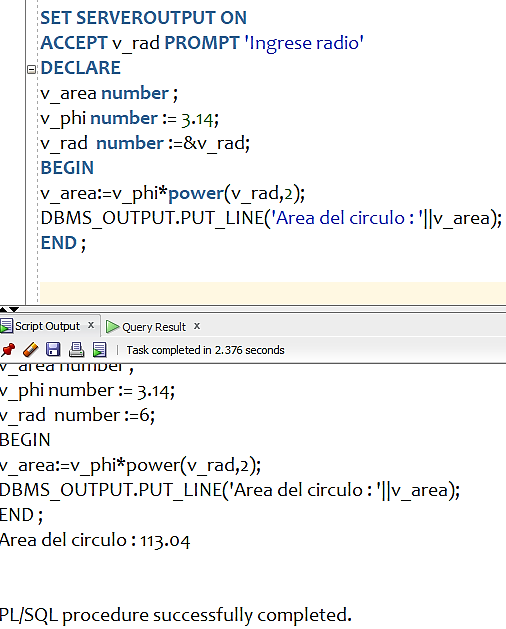 SET SERVEROUTPUT ON
ACCEPT v_rad PROMPT 'Ingrese radio'
DECLARE
v_area number ;
v_phi number := 3.14;
v_rad  number :=&v_rad;
BEGIN
v_area:=v_phi*power(v_rad,2);
DBMS_OUTPUT.PUT_LINE('Area del circulo : '||v_area);
END ;
Script Output x Query Result x
Task completed in 2.376 seconds
v_area number ;
v_phi number := 3.14;
v_rad  number :=6;
BEGIN
v_area:=v_phi*power(v_rad,2);
DBMS_OUTPUT.PUT_LINE('Area del circulo : '||v_area);
END ;
Area del circulo : 113.04
PL/SQL procedure successfully completed.